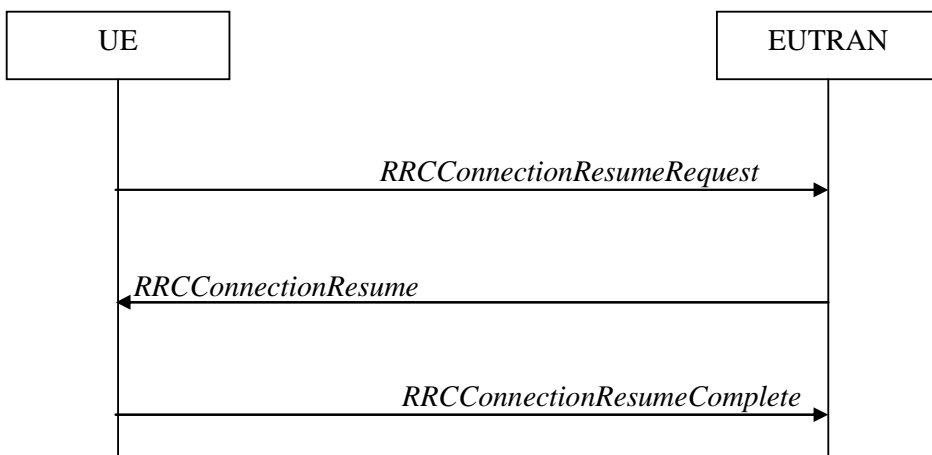 UE
EUTRAN
RRCConnectionResumeRequest
RRCConnectionResume
RRCConnectionResumeComplete